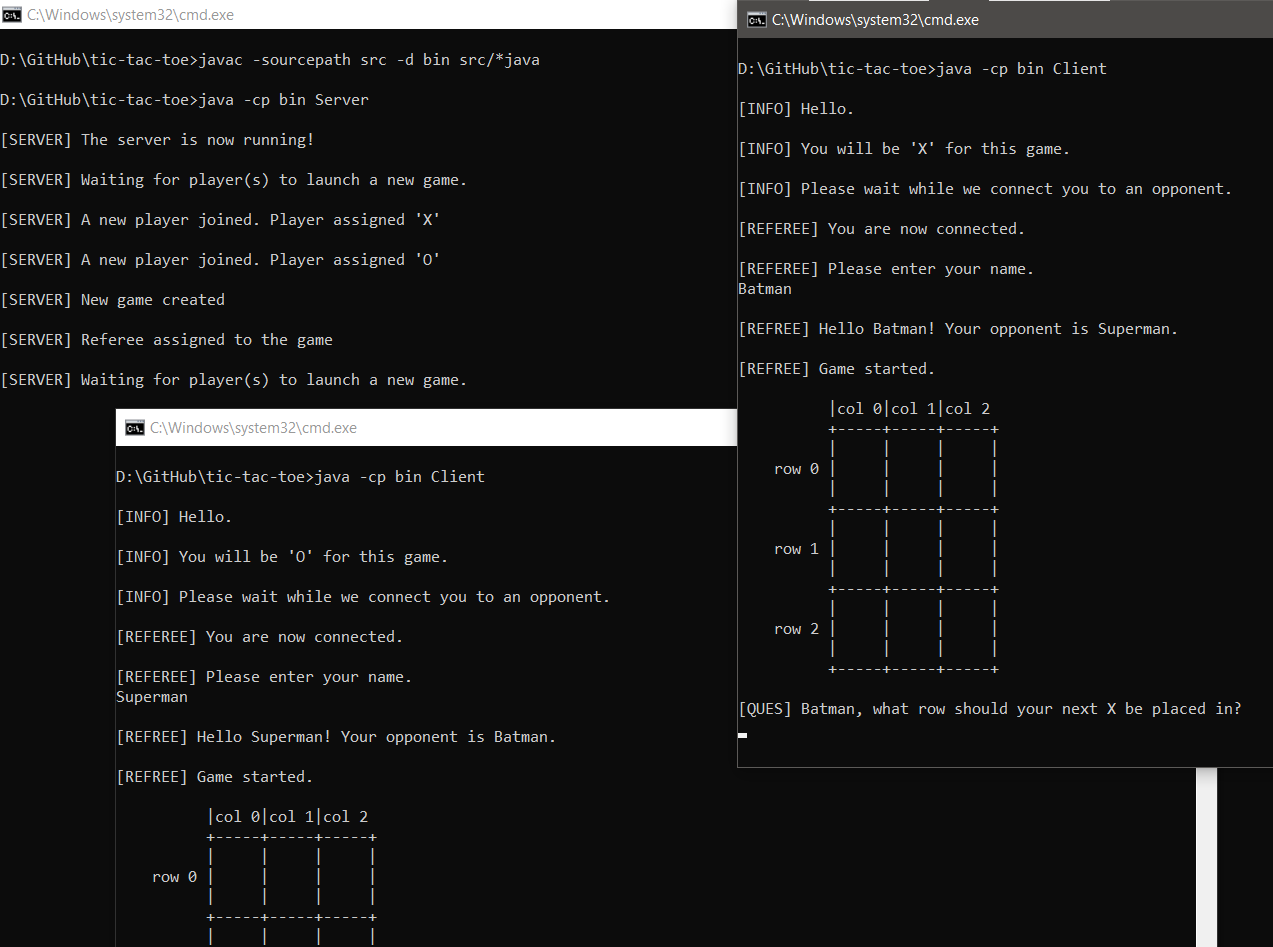 C:\Windows\system32\cmd.exe
D:\GitHub\tic-tac-toe>javac -sourcepath src -d bin src/*java
D:\GitHub\tic-tac-toe>java -cp bin Server
[SERVER] The server is now running!
[SERVER] Waiting for player(s) to launch a new game.
[SERVER] A new player joined. Player assigned 'X'
[SERVER] A new player joined. Player assigned 'O'
[SERVER] New game created
[SERVER] Referee assigned to the game
[SERVER] Waiting for player(s) to launch a new game.
C:\Windows\system32\cmd.exe
D:\GitHub\tic-tac-toe>java -cp bin Client
[INFO] Hello.
[INFO] You will be 'O' for this game.
[INFO] Please wait while we connect you to an opponent.
[REFEREE] You are now connected.
[REFEREE] Please enter your name.
Superman
[REFREE] Hello Superman! Your opponent is Batman.
[REFREE] Game started.
|col 0|col 1|col 2
+-----+-----+-----+
|     |     |     |
row 0 |     |     |     |
|     |     |     |
+-----+-----+-----+
|     |     |     |
C:\Windows\system32\cmd.exe
D:\GitHub\tic-tac-toe>java -cp bin Client
[INFO] Hello.
[INFO] You will be 'X' for this game.
[INFO] Please wait while we connect you to an opponent.
[REFEREE] You are now connected.
[REFEREE] Please enter your name.
Batman
[REFREE] Hello Batman! Your opponent is Superman.
[REFREE] Game started.
|col 0|col 1|col 2
+-----+-----+-----+
|     |     |     |
row 0 |     |     |     |
|     |     |     |
+-----+-----+-----+
|     |     |     |
row 1 |     |     |     |
|     |     |     |
+-----+-----+-----+
|     |     |     |
row 2 |     |     |     |
|     |     |     |
+-----+-----+-----+
[QUES] Batman, what row should your next X be placed in?